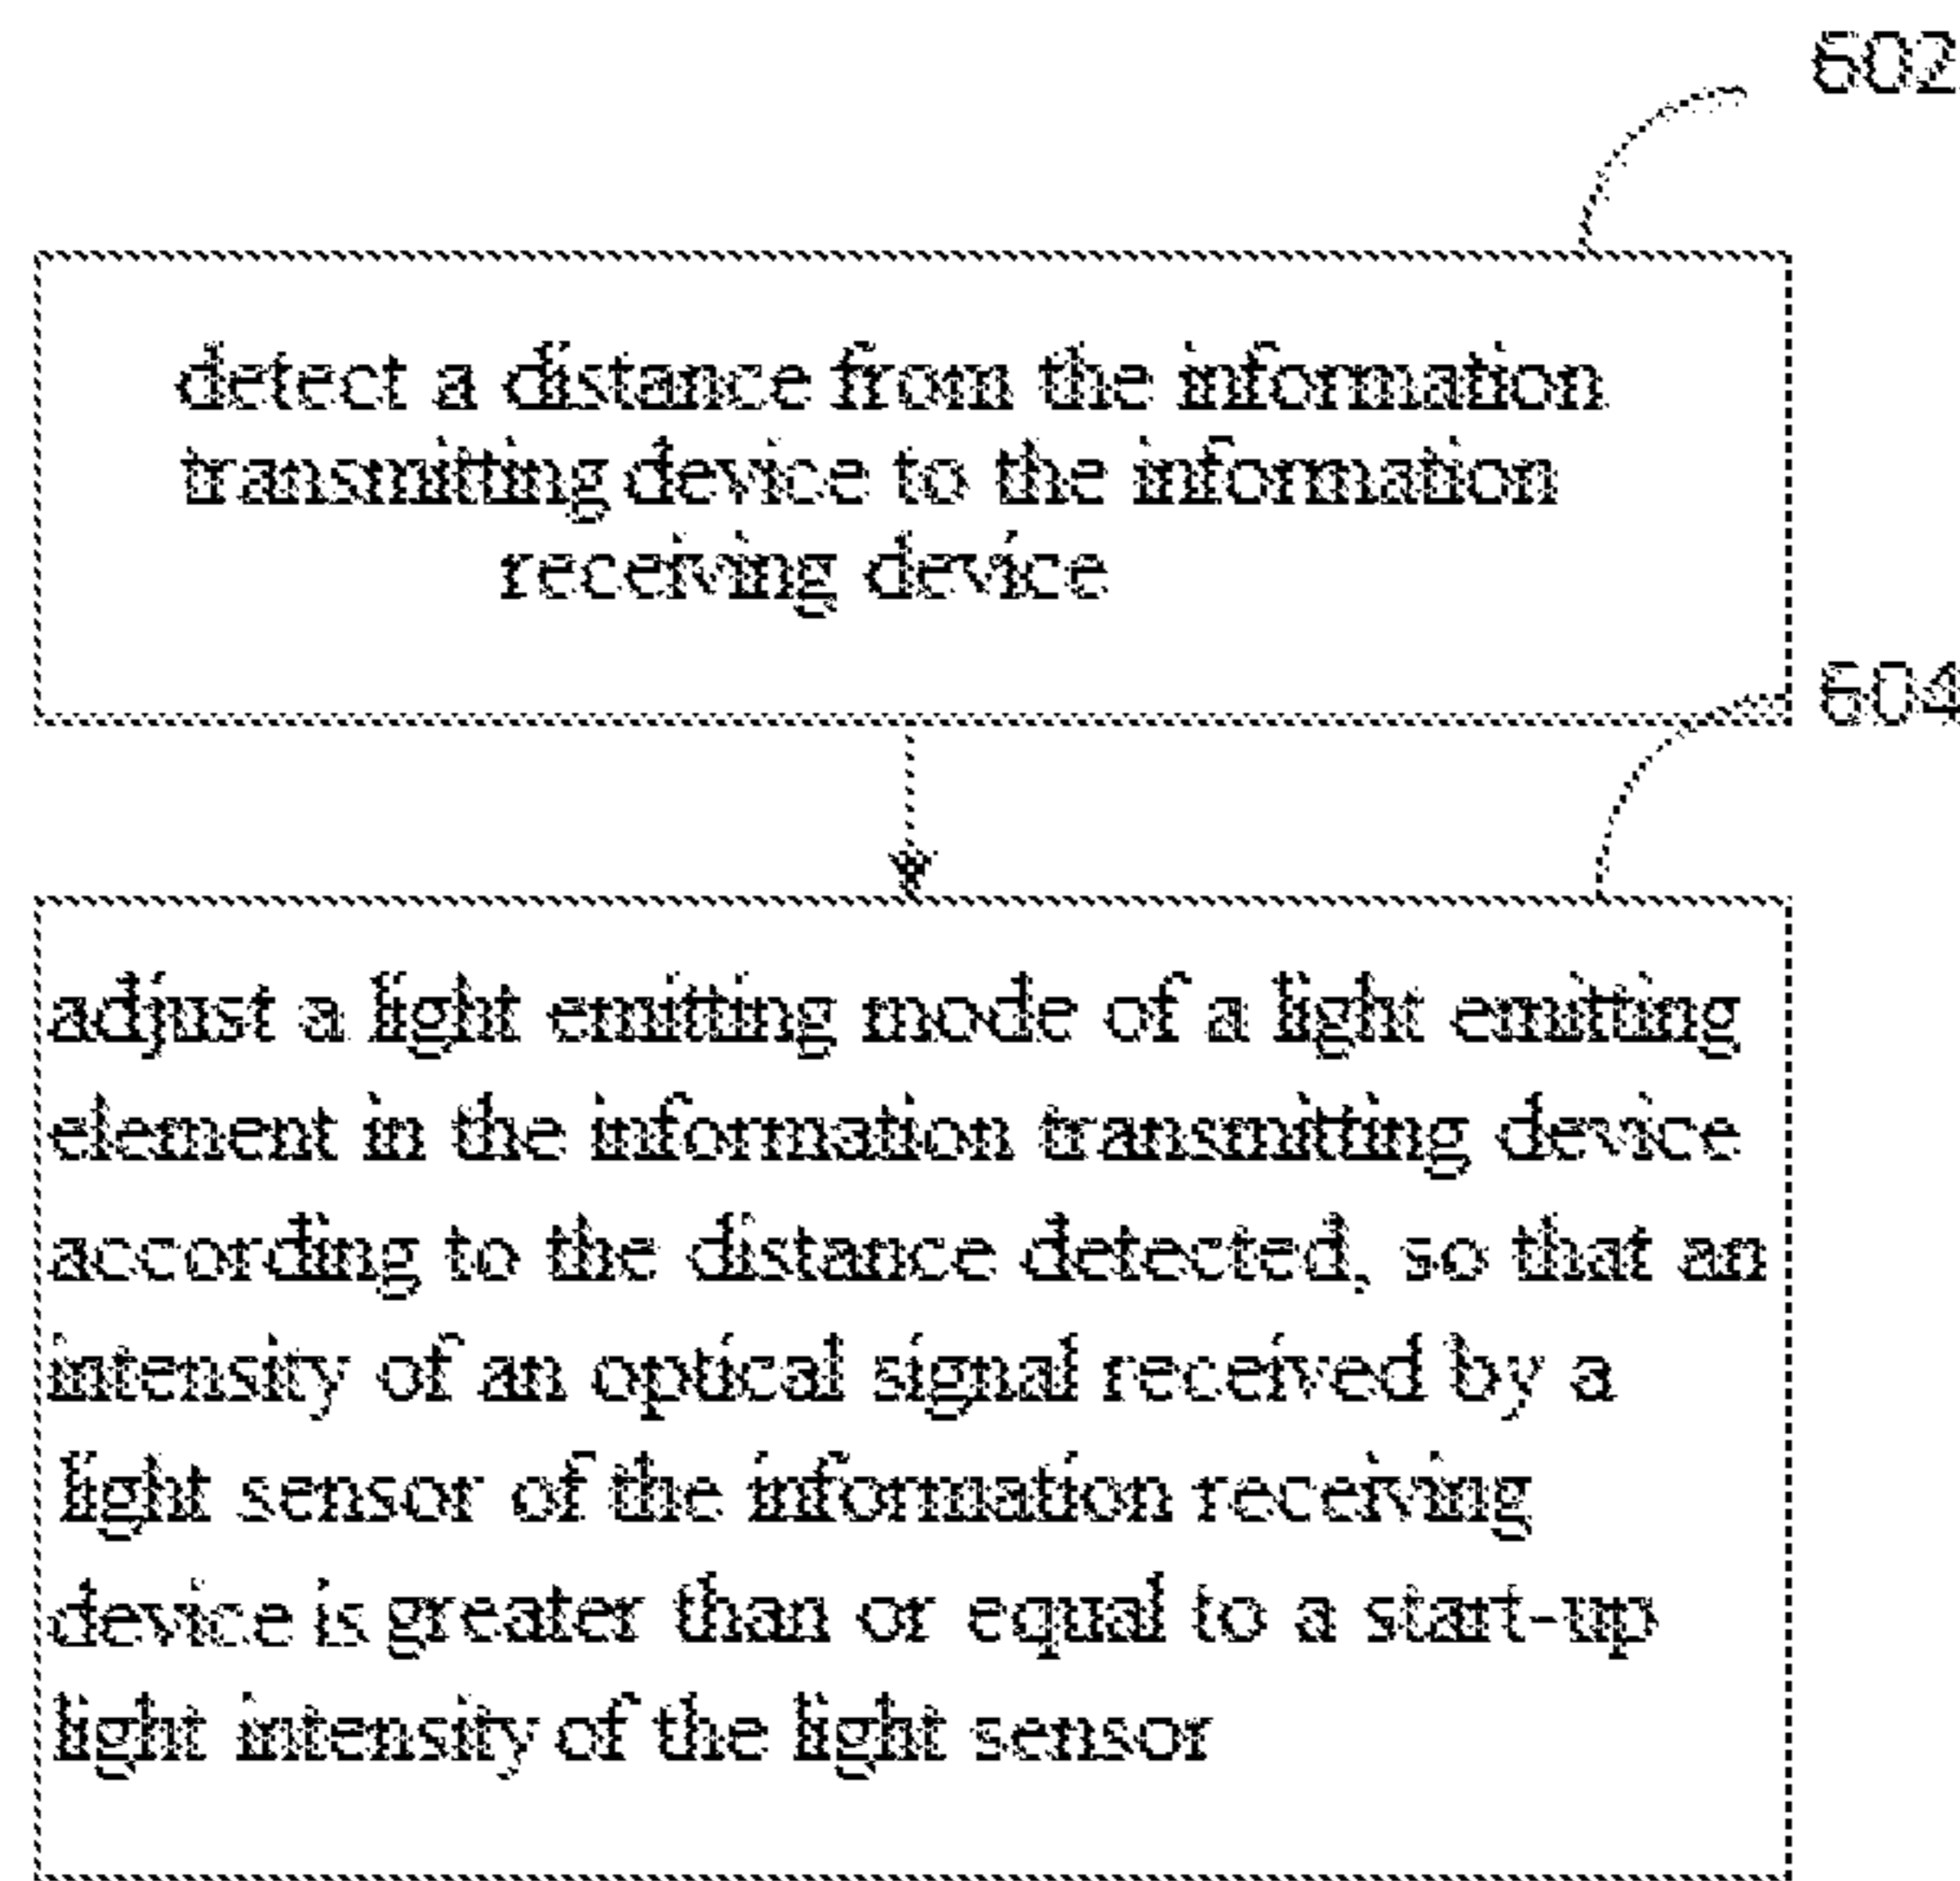 602
detect a distance from the information
transmitting device to the information
receiving device
604
adjust a light emitting mode of a light emitting
element in the information transmitting device
according to the distance detected, so that an
intensity of an optical signal received by a
light sensor of the information receiving
device is greater than or equal to a start-up
light intensity of the light sensor